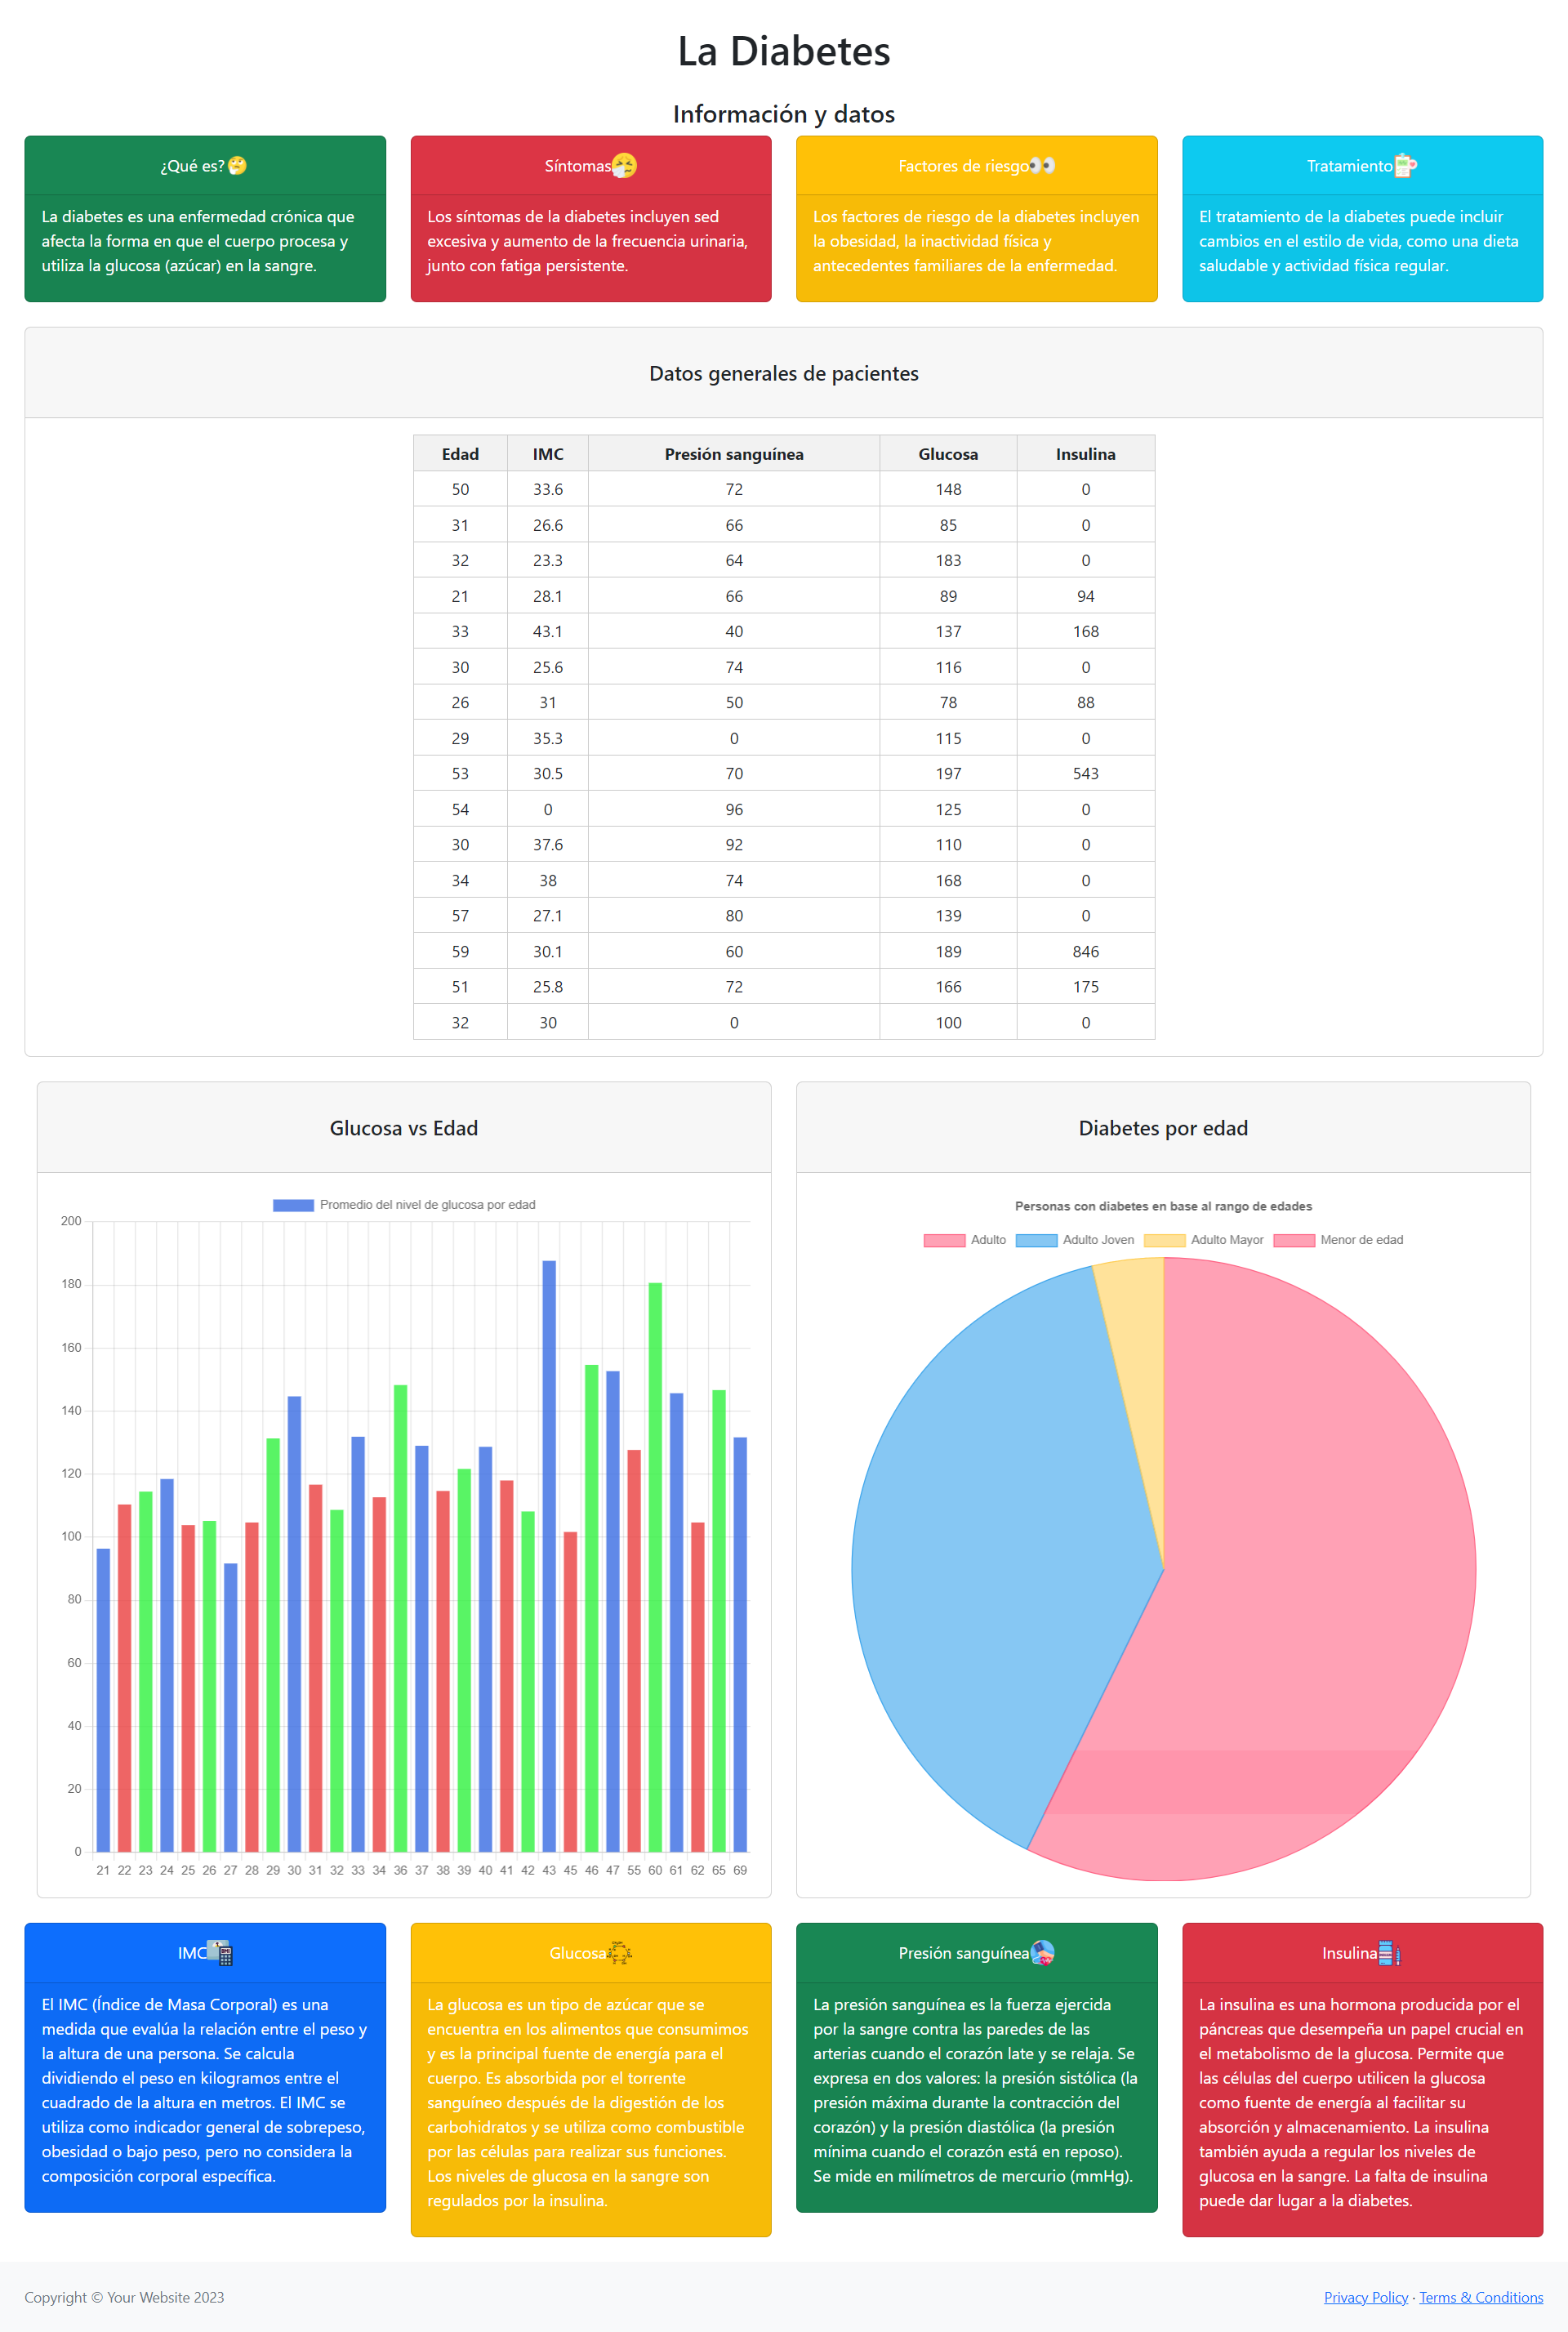 La Diabetes
Información y datos
¿Qué es?
La diabetes es una enfermedad crónica que
afecta la forma en que el cuerpo procesa y
utiliza la glucosa (azúcar) en la sangre.
Síntomas
Los síntomas de la diabetes incluyen sed
excesiva y aumento de la frecuencia urinaria,
junto con fatiga persistente.
Factores de riesgo
Los factores de riesgo de la diabetes incluyen
la obesidad, la inactividad física y
antecedentes familiares de la enfermedad.
Tratamiento
El tratamiento de la diabetes puede incluir
cambios en el estilo de vida, como una dieta
saludable y actividad física regular.
Datos generales de pacientes
Edad IMC Presión sanguínea Glucosa Insulina
50 33.6 72 148 0
31 26.6 66 85 0
32 23.3 64 183 0
21 28.1 66 89 94
33 43.1 40 137 168
30 25.6 74 116 0
26 31 50 78 88
29 35.3 0 115 0
53 30.5 70 197 543
54 0 96 125 0
30 37.6 92 110 0
34 38 74 168 0
57 27.1 80 139 0
59 30.1 60 189 846
51 25.8 72 166 175
32 30 0 100 0
Glucosa vs Edad
Promedio del nivel de glucosa por edad
200
180
160
140
120
100
80
60
40
20
0
21 22 23 24 25 26 27 28 29 30 31 32 33 34 36 37 38 39 40 41 42 43 45 46 47 55 60 61 62 65 69
Diabetes por edad
Personas con diabetes en base al rango de edades
Adulto Adulto Joven Adulto Mayor Menor de edad
IMC
El IMC (Índice de Masa Corporal) es una
medida que evalúa la relación entre el peso y
la altura de una persona. Se calcula
dividiendo el peso en kilogramos entre el
cuadrado de la altura en metros. El IMC se
utiliza como indicador general de sobrepeso,
obesidad o bajo peso, pero no considera la
composición corporal específica.
Glucosa
La glucosa es un tipo de azúcar que se
encuentra en los alimentos que consumimos
y es la principal fuente de energía para el
cuerpo. Es absorbida por el torrente
sanguíneo después de la digestión de los
carbohidratos y se utiliza como combustible
por las células para realizar sus funciones.
Los niveles de glucosa en la sangre son
regulados por la insulina.
Presión sanguínea
La presión sanguínea es la fuerza ejercida
por la sangre contra las paredes de las
arterias cuando el corazón late y se relaja. Se
expresa en dos valores: la presión sistólica (la
presión máxima durante la contracción del
corazón) y la presión diastólica (la presión
mínima cuando el corazón está en reposo).
Se mide en milímetros de mercurio (mmHg).
Insulina
La insulina es una hormona producida por el
páncreas que desempeña un papel crucial en
el metabolismo de la glucosa. Permite que
las células del cuerpo utilicen la glucosa
como fuente de energía al facilitar su
absorción y almacenamiento. La insulina
también ayuda a regular los niveles de
glucosa en la sangre. La falta de insulina
puede dar lugar a la diabetes.
Copyright © Your Website 2023
Privacy Policy · Terms & Conditions